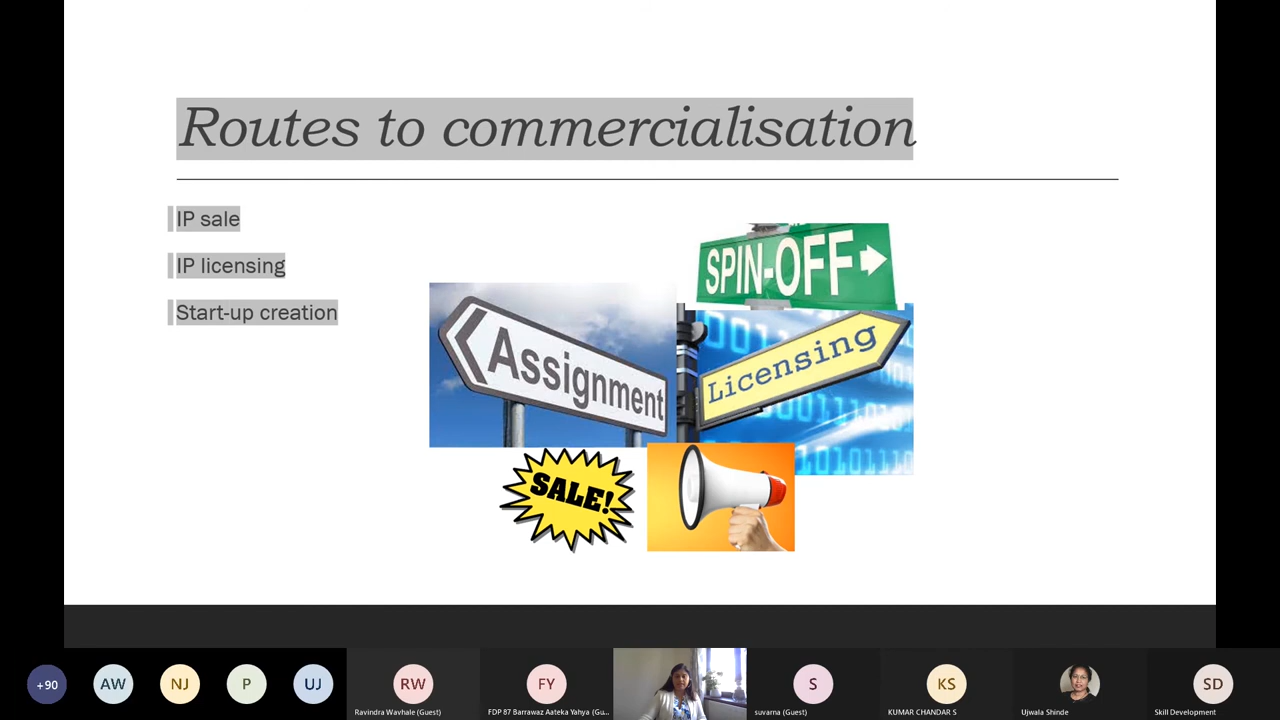 Routes to commercialisation
IP sale
IP licensing
Start-up creation
SPIN-OFF
Assignment
Licensing
SALE!
+90
AW
NJ
P
UJ
RW
FY
S
KS
SD
Ravindra Wavhale (Guest)
FDP 87 Barrawaz Aateka Yahya (Gu...
suvarna (Guest)
KUMAR CHANDAR S
Ujwala Shinde
Skill Development